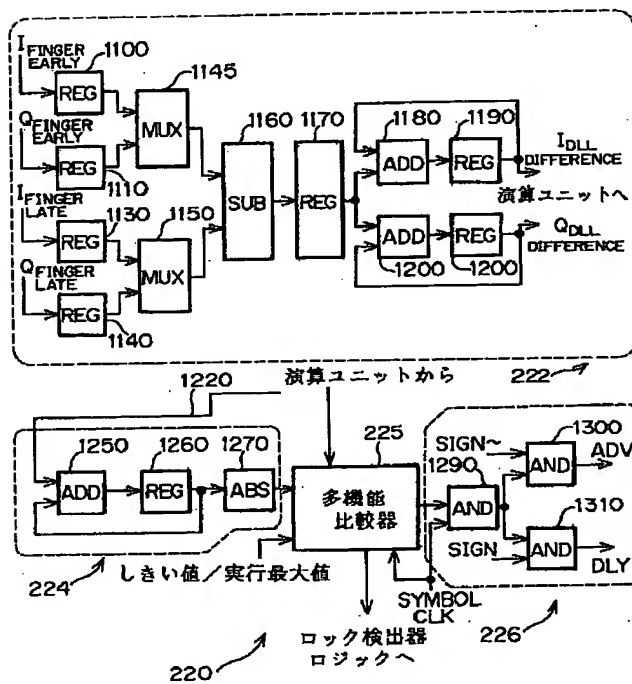 I FINGER EARLY
1100
REG
1145
MUX
Q FINGER EARLY
REG
1110
I FINGER LATE
1130
REG
1150
MUX
Q FINGER LATE
REG
1140
1160
SUB
1170
REG
1180
ADD
1190
REG
I DLL DIFFERENCE
演算ユニットへ
ADD
1200
REG
1200
Q DLL DIFFERENCE
222
1220
演算ユニットから
1250
ADD
1260
REG
1270
ABS
224
しきい値/実行最大値
225
多機能
比較器
SYMBOL
CLK
ロック検出器
ロジックへ
220
1290
AND
SIGN~
1300
AND
ADV
1310
SIGN
AND
DLY
226